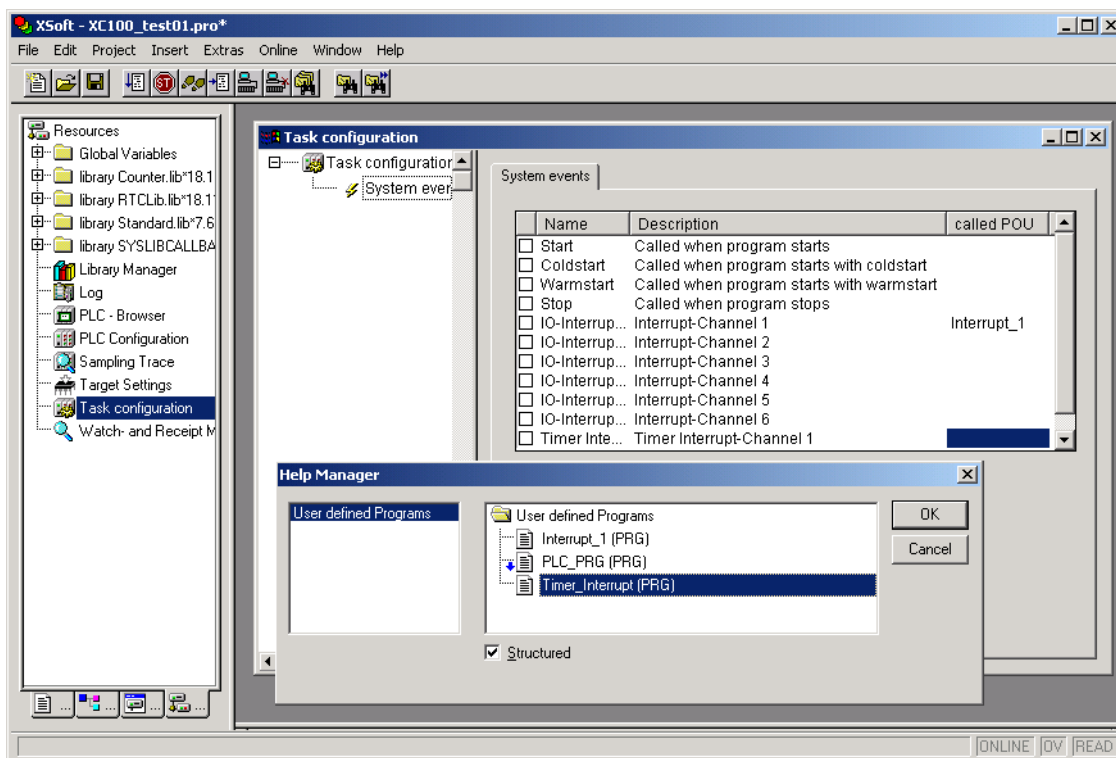 XSoft - XC100_test01.pro*
File Edit Project Insert Extras Online Window Help
Resources
Global Variables
library Counter.lib*18.1
library RTCLib.lib*18.1
library Standard.lib*7.6
library SYSLIBCALLBA
Library Manager
Log
PLC - Browser
PLC Configuration
Sampling Trace
Target Settings
Task configuration
Watch- and Receipt M
... ... ... ...
Task configuration
Task configuration
System ever
System events
Name Description called POU
Start Called when program starts
Coldstart Called when program starts with coldstart
Warmstart Called when program starts with warmstart
Stop Called when program stops
IO-Interrup... Interrupt-Channel 1 Interrupt_1
IO-Interrup... Interrupt-Channel 2
IO-Interrup... Interrupt-Channel 3
IO-Interrup... Interrupt-Channel 4
IO-Interrup... Interrupt-Channel 5
IO-Interrup... Interrupt-Channel 6
Timer Inte... Timer Interrupt-Channel 1
Help Manager
User defined Programs
User defined Programs
Interrupt_1 (PRG)
PLC_PRG (PRG)
Timer_Interrupt (PRG)
OK
Cancel
Structured
ONLINE OV READ